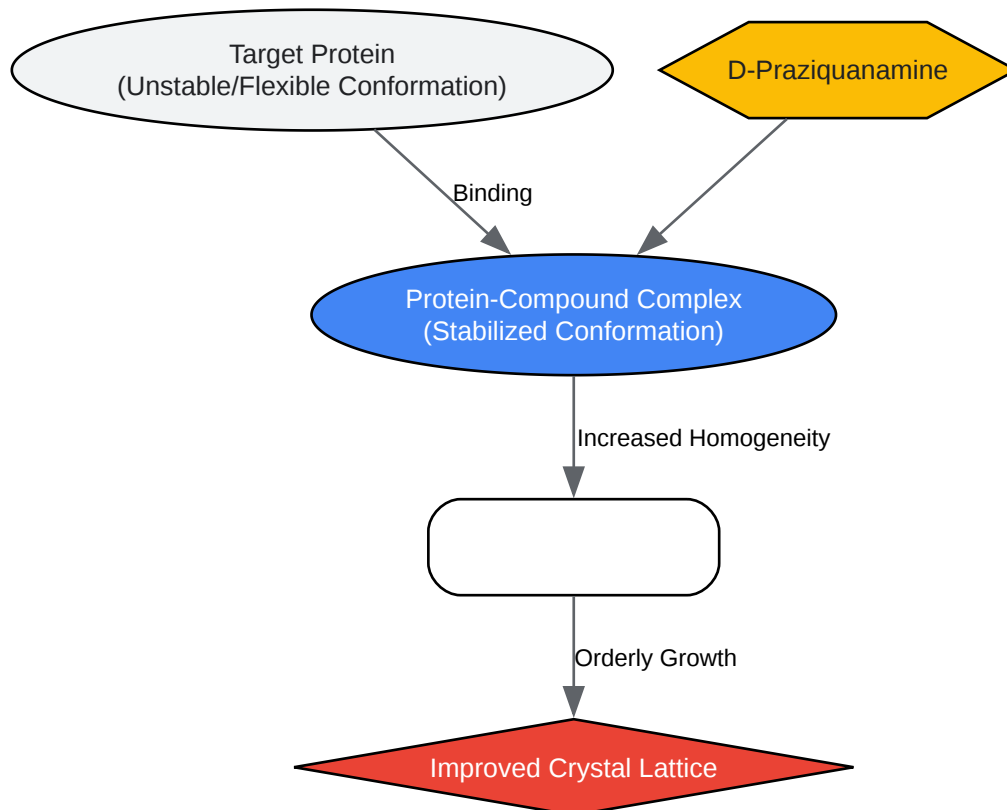 Target Protein
(Unstable/Flexible Conformation)
D-Praziquanamine
Binding
Protein-Compound Complex
(Stabilized Conformation)
Increased Homogeneity
Orderly Growth
Improved Crystal Lattice